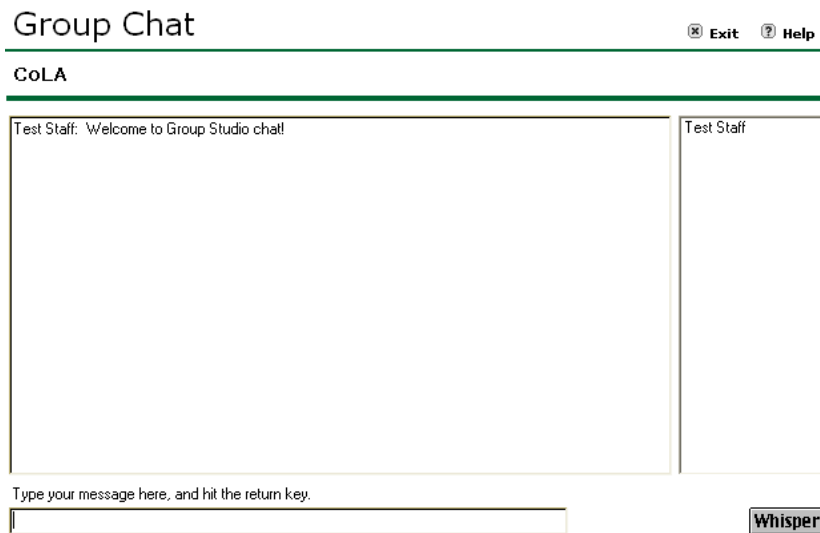 Group Chat
Exit Help
CoLA
Test Staff: Welcome to Group Studio chat!
Test Staff
Type your message here, and hit the return key.
Whisper